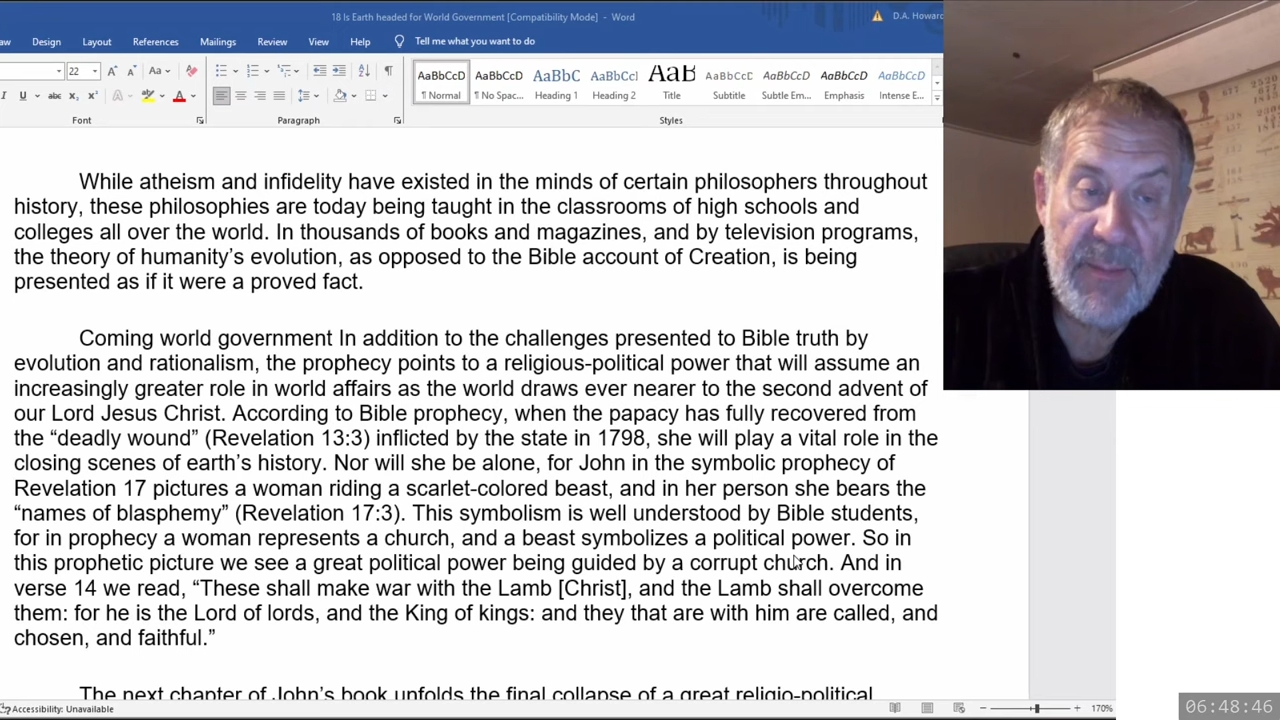 18 Is Earth headed for World Government [Compatibility Mode] - Word
D.A. Howard
aw Design Layout References Mailings Review View Help Tell me what you want to do
22
Aa
AaBbCcD AaBbCcD AaBbC AaBbCcI AaB AaBbCcD AaBbCcD AaBbCcD AaBbCcD
¶ Normal ¶ No Spac... Heading 1 Heading 2 Title Subtitle Subtle Em... Emphasis Intense E...
Font Paragraph Styles
While atheism and infidelity have existed in the minds of certain philosophers throughout
history, these philosophies are today being taught in the classrooms of high schools and
colleges all over the world. In thousands of books and magazines, and by television programs,
the theory of humanity’s evolution, as opposed to the Bible account of Creation, is being
presented as if it were a proved fact.
Coming world government In addition to the challenges presented to Bible truth by
evolution and rationalism, the prophecy points to a religious-political power that will assume an
increasingly greater role in world affairs as the world draws ever nearer to the second advent of
our Lord Jesus Christ. According to Bible prophecy, when the papacy has fully recovered from
the “deadly wound” (Revelation 13:3) inflicted by the state in 1798, she will play a vital role in the
closing scenes of earth’s history. Nor will she be alone, for John in the symbolic prophecy of
Revelation 17 pictures a woman riding a scarlet-colored beast, and in her person she bears the
“names of blasphemy” (Revelation 17:3). This symbolism is well understood by Bible students,
for in prophecy a woman represents a church, and a beast symbolizes a political power. So in
this prophetic picture we see a great political power being guided by a corrupt church. And in
verse 14 we read, “These shall make war with the Lamb [Christ], and the Lamb shall overcome
them: for he is the Lord of lords, and the King of kings: and they that are with him are called, and
chosen, and faithful.”
The next chapter of John’s book unfolds the final collapse of a great religio-political
Accessibility: Unavailable
170%
06:48:46